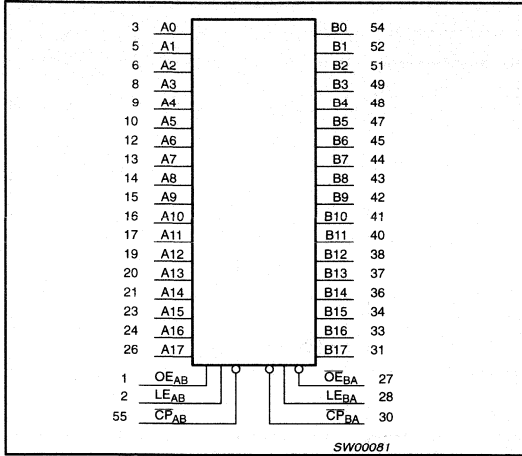 3 A0 B0 54
5 A1 B1 52
6 A2 B2 51
8 A3 B3 49
9 A4 B4 48
10 A5 B5 47
12 A6 B6 45
13 A7 B7 44
14 A8 B8 43
15 A9 B9 42
16 A10 B10 41
17 A11 B11 40
19 A12 B12 38
20 A13 B13 37
21 A14 B14 36
23 A15 B15 34
24 A16 B16 33
26 A17 B17 31
1 OEAB O̅E̅BA 27
2 LEAB LEBA 28
55 C̅P̅AB C̅P̅BA 30
SW00081